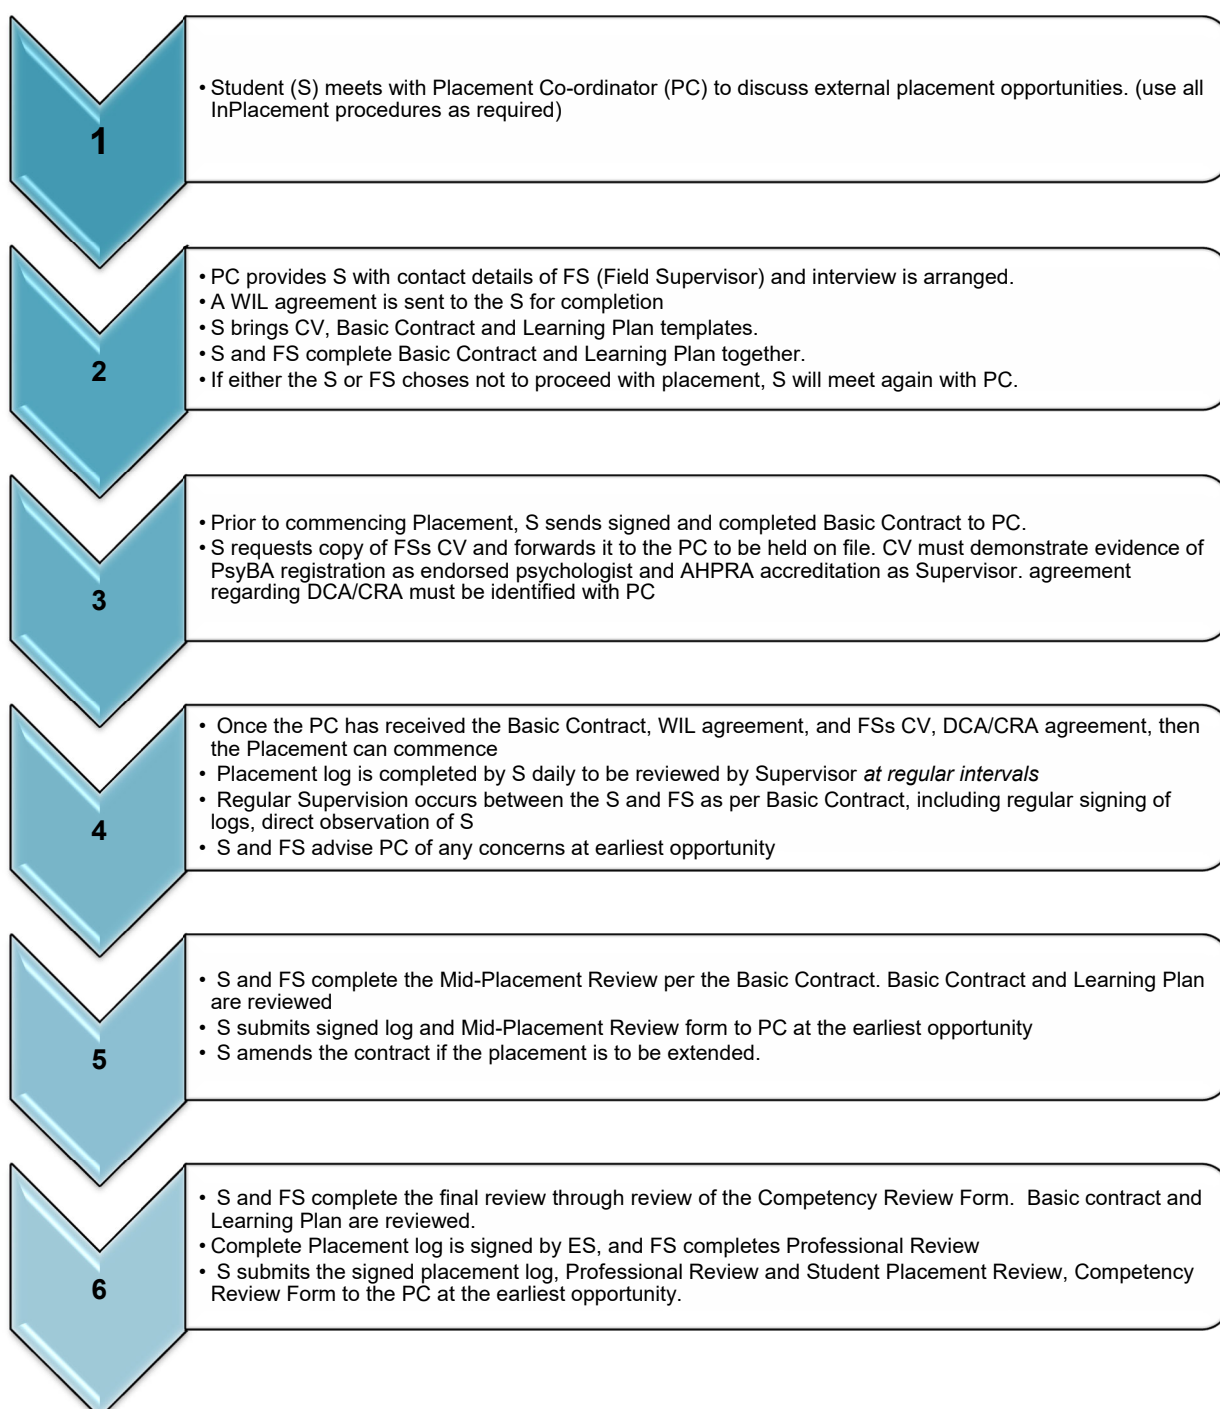 1
• Student (S) meets with Placement Co-ordinator (PC) to discuss external placement opportunities. (use all
InPlacement procedures as required)
2
• PC provides S with contact details of FS (Field Supervisor) and interview is arranged.
• A WIL agreement is sent to the S for completion
• S brings CV, Basic Contract and Learning Plan templates.
• S and FS complete Basic Contract and Learning Plan together.
• If either the S or FS choses not to proceed with placement, S will meet again with PC.
3
• Prior to commencing Placement, S sends signed and completed Basic Contract to PC.
• S requests copy of FSs CV and forwards it to the PC to be held on file. CV must demonstrate evidence of
PsyBA registration as endorsed psychologist and AHPRA accreditation as Supervisor. agreement
regarding DCA/CRA must be identified with PC
4
• Once the PC has received the Basic Contract, WIL agreement, and FSs CV, DCA/CRA agreement, then
the Placement can commence
• Placement log is completed by S daily to be reviewed by Supervisor at regular intervals
• Regular Supervision occurs between the S and FS as per Basic Contract, including regular signing of
logs, direct observation of S
• S and FS advise PC of any concerns at earliest opportunity
5
• S and FS complete the Mid-Placement Review per the Basic Contract. Basic Contract and Learning Plan
are reviewed
• S submits signed log and Mid-Placement Review form to PC at the earliest opportunity
• S amends the contract if the placement is to be extended.
6
• S and FS complete the final review through review of the Competency Review Form. Basic contract and
Learning Plan are reviewed.
• Complete Placement log is signed by ES, and FS completes Professional Review
• S submits the signed placement log, Professional Review and Student Placement Review, Competency
Review Form to the PC at the earliest opportunity.